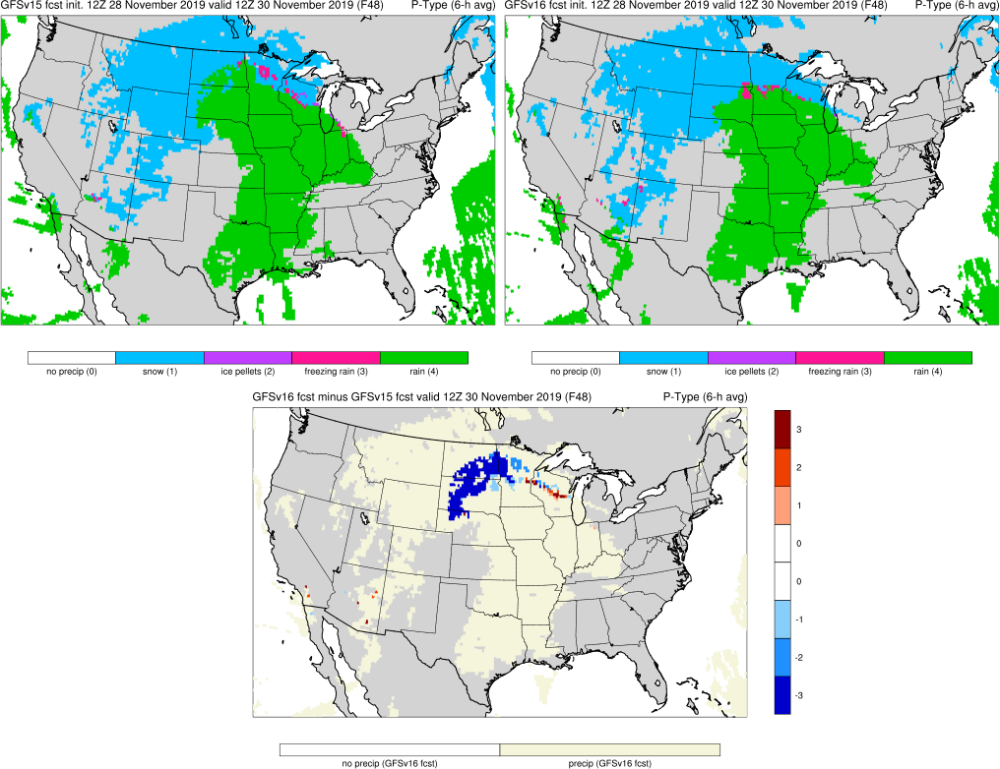 GFSv15 fcst init. 12Z 28 November 2019 valid 12Z 30 November 2019 (F48) P-Type (6-h avg)
GFSv16 fcst init. 12Z 28 November 2019 valid 12Z 30 November 2019 (F48) P-Type (6-h avg)
no precip (0) snow (1) ice pellets (2) freezing rain (3) rain (4)
no precip (0) snow (1) ice pellets (2) freezing rain (3) rain (4)
GFSv16 fcst minus GFSv15 fcst valid 12Z 30 November 2019 (F48) P-Type (6-h avg)
3
2
1
0
0
-1
-2
-3
no precip (GFSv16 fcst) precip (GFSv16 fcst)